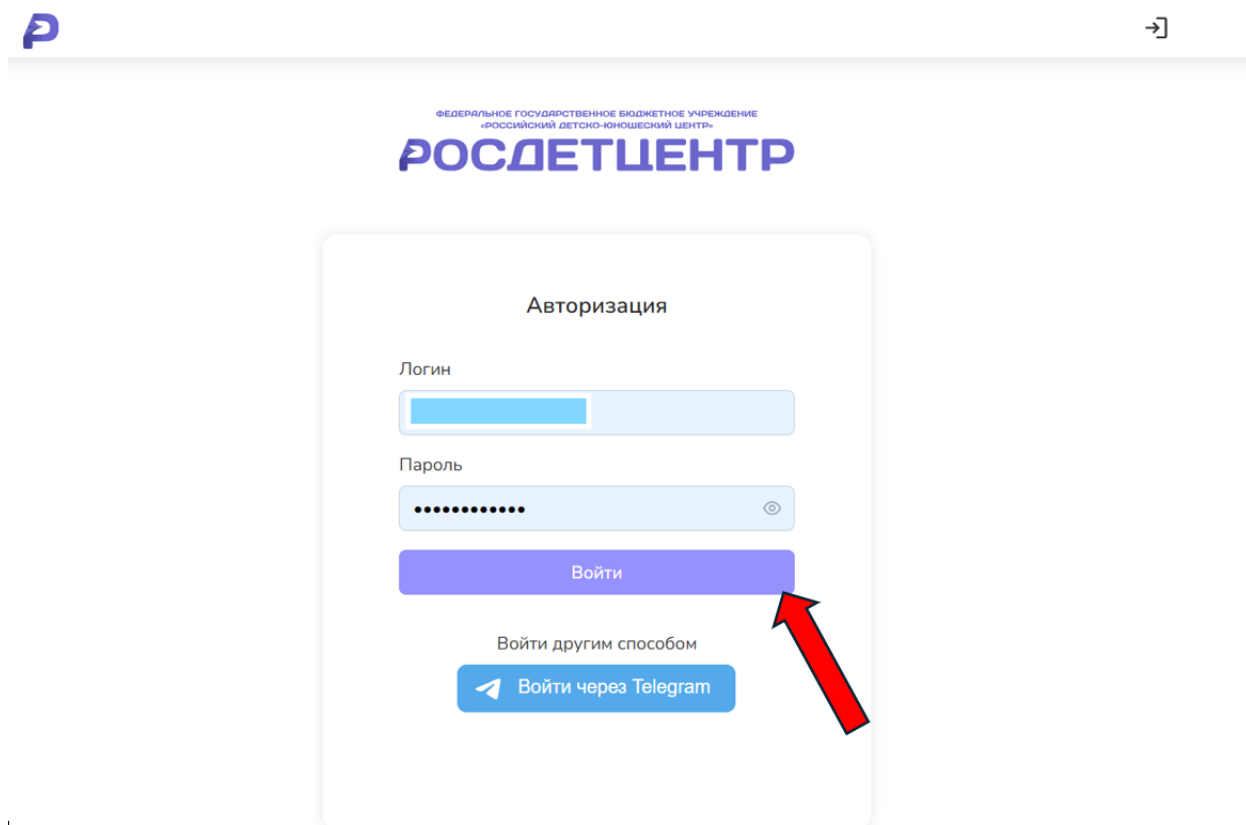 ФЕДЕРАЛЬНОЕ ГОСУДАРСТВЕННОЕ БЮДЖЕТНОЕ УЧРЕЖДЕНИЕ
«РОССИЙСКИЙ ДЕТСКО-ЮНОШЕСКИЙ ЦЕНТР»
РОСДЕТЦЕНТР
Авторизация
Логин
Пароль
••••••••••••
Войти
Войти другим способом
Войти через Telegram